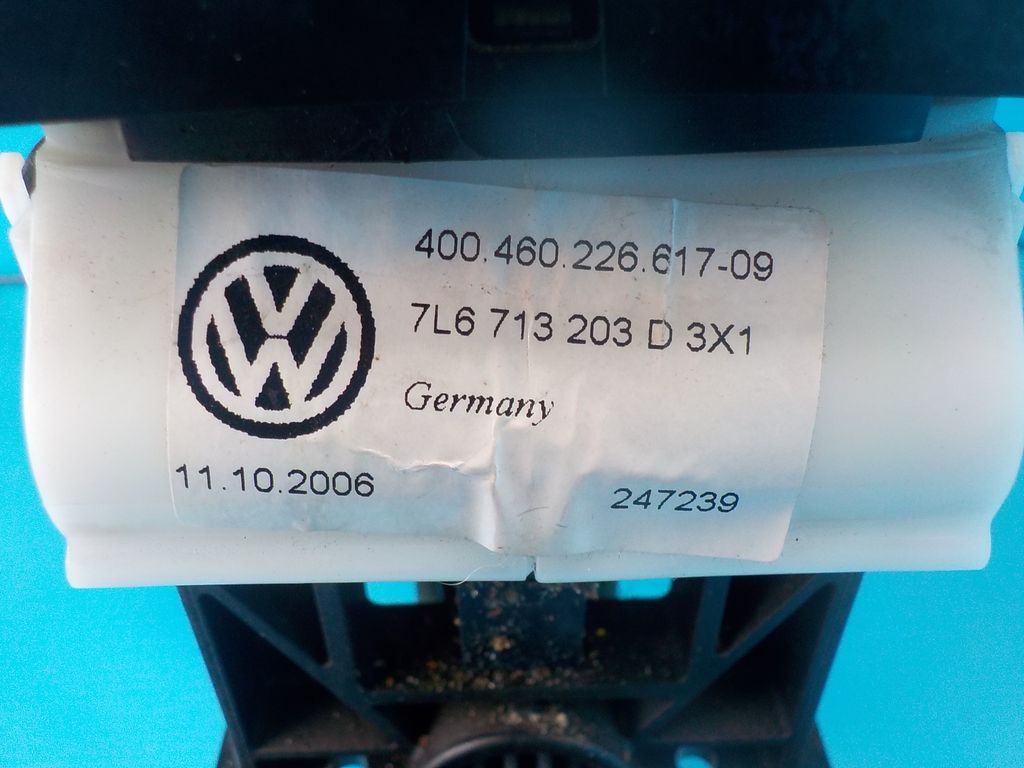 400.460.226.617-09
7L6 713 203 D 3X1
Germany
11.10.2006 247239